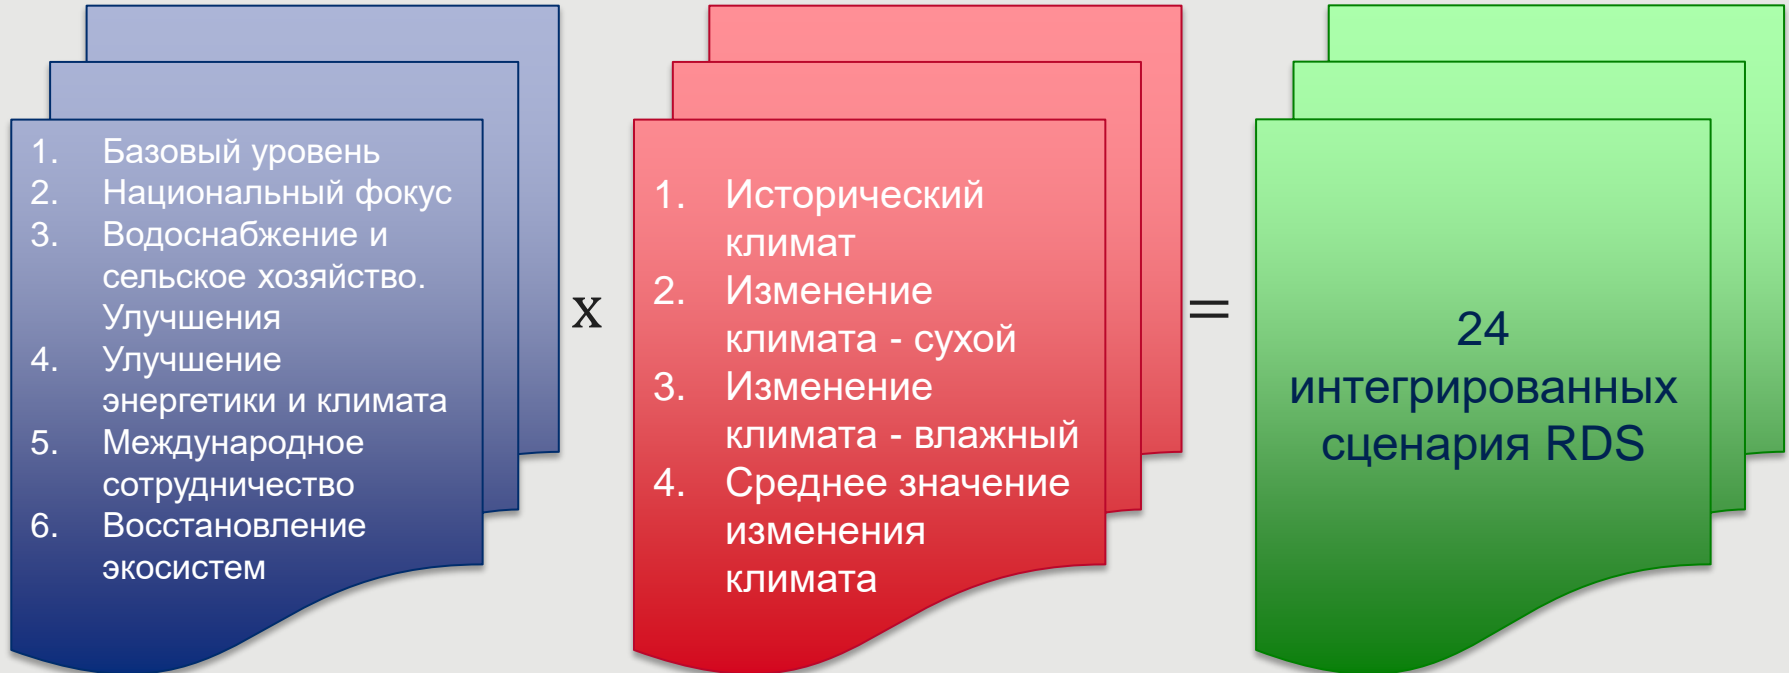 1. Базовый уровень
2. Национальный фокус
3. Водоснабжение и
сельское хозяйство.
Улучшения
4. Улучшение
энергетики и климата
5. Международное
сотрудничество
6. Восстановление
экосистем
x
1. Исторический
климат
2. Изменение
климата - сухой
3. Изменение
климата - влажный
4. Среднее значение
изменения
климата
=
24
интегрированных
сценария RDS